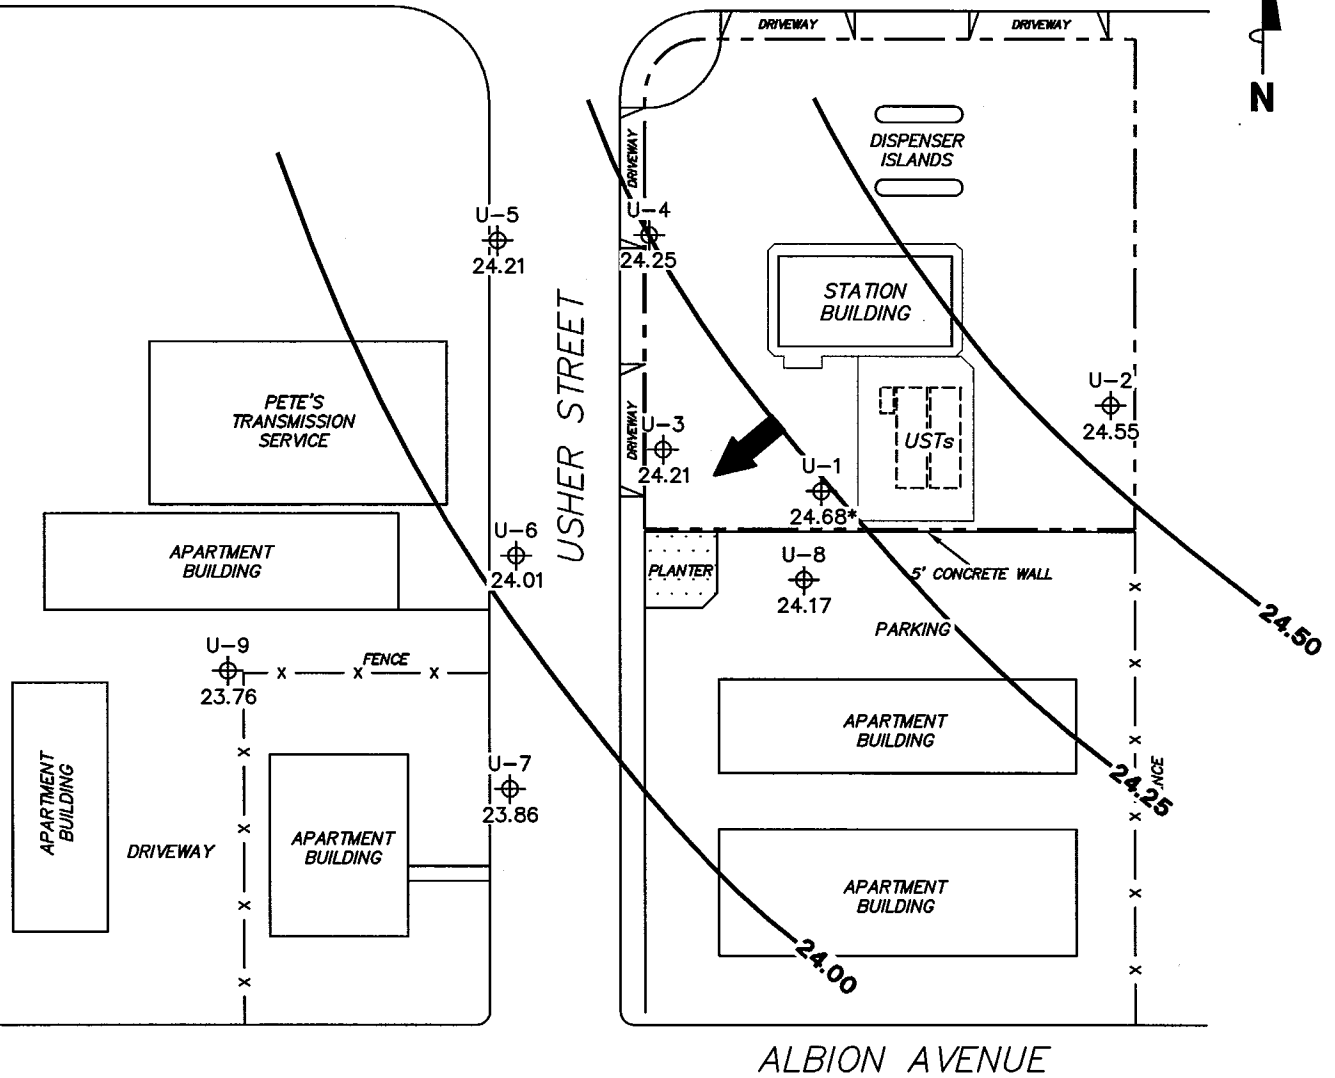 DRIVEWAY
DRIVEWAY
N
DISPENSER
ISLANDS
DRIVEWAY
U-5
24.21
U-4
24.25
STATION
BUILDING
USHER STREET
PETE'S
TRANSMISSION
SERVICE
DRIVEWAY
U-3
24.21
U-2
24.55
USTs
U-1
24.68*
U-6
24.01
APARTMENT
BUILDING
PLANTER
U-8
24.17
5' CONCRETE WALL
PARKING
24.50
U-9
23.76
x
x
x
FENCE
x
x
x
x
x
x
x
x
x
x
APARTMENT
BUILDING
NCE
24.25
U-7
23.86
APARTMENT
BUILDING
DRIVEWAY
APARTMENT
BUILDING
APARTMENT
BUILDING
24.00
ALBION AVENUE